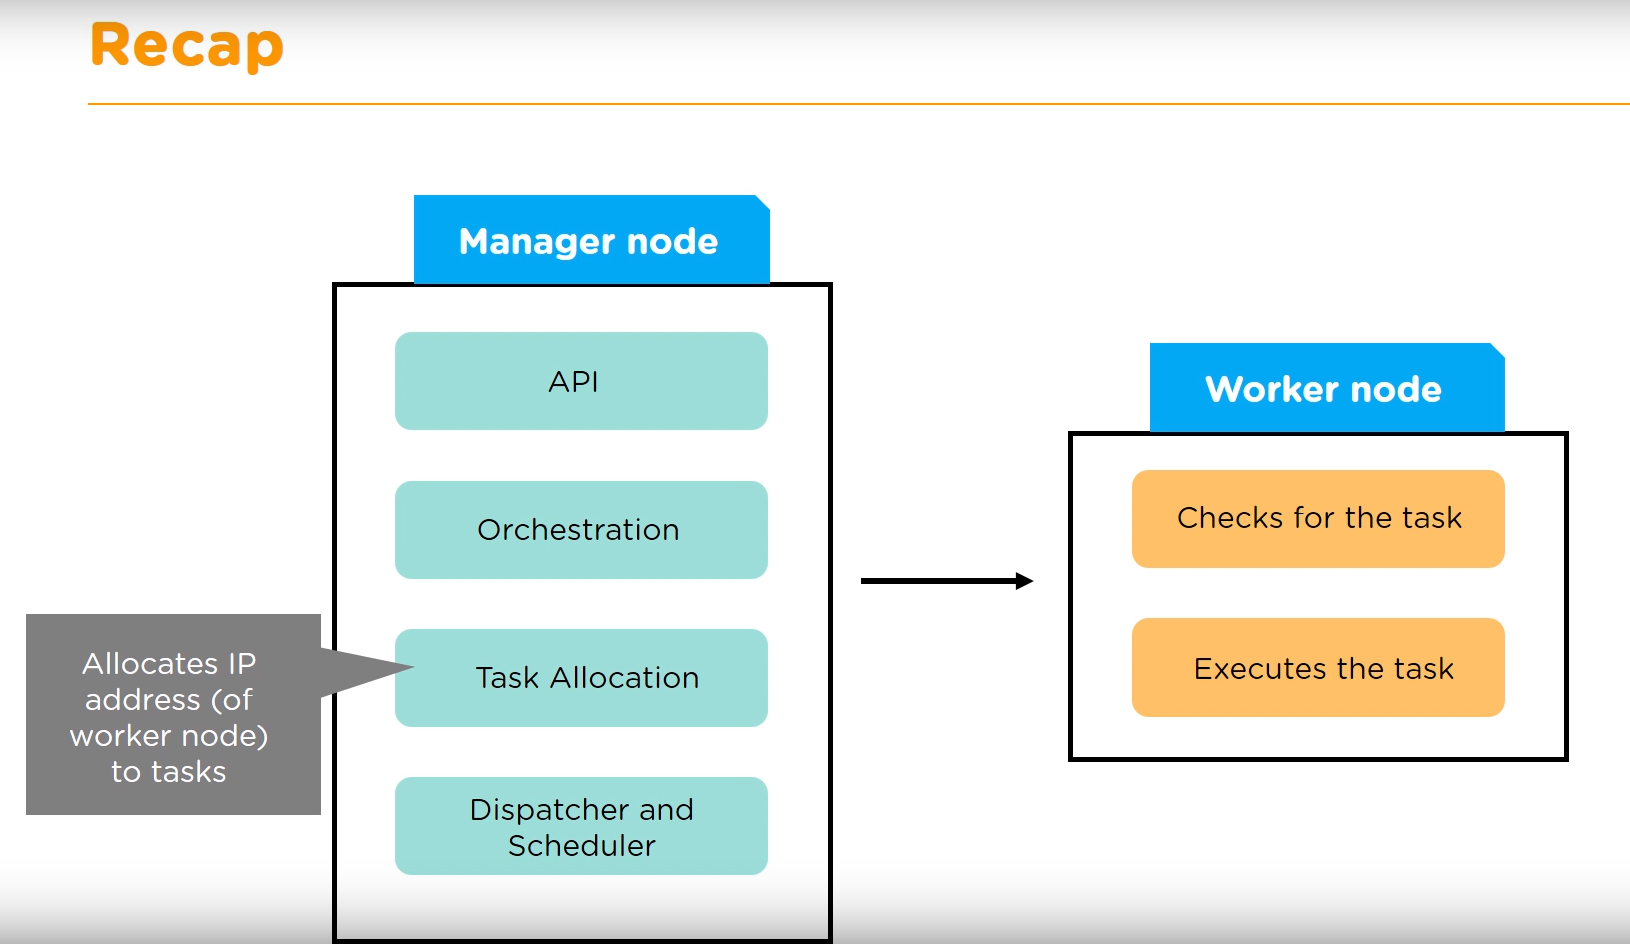 Recap
Manager node
API
Orchestration
Task Allocation
Dispatcher and
Scheduler
Allocates IP
address (of
worker node)
to tasks
Worker node
Checks for the task
Executes the task